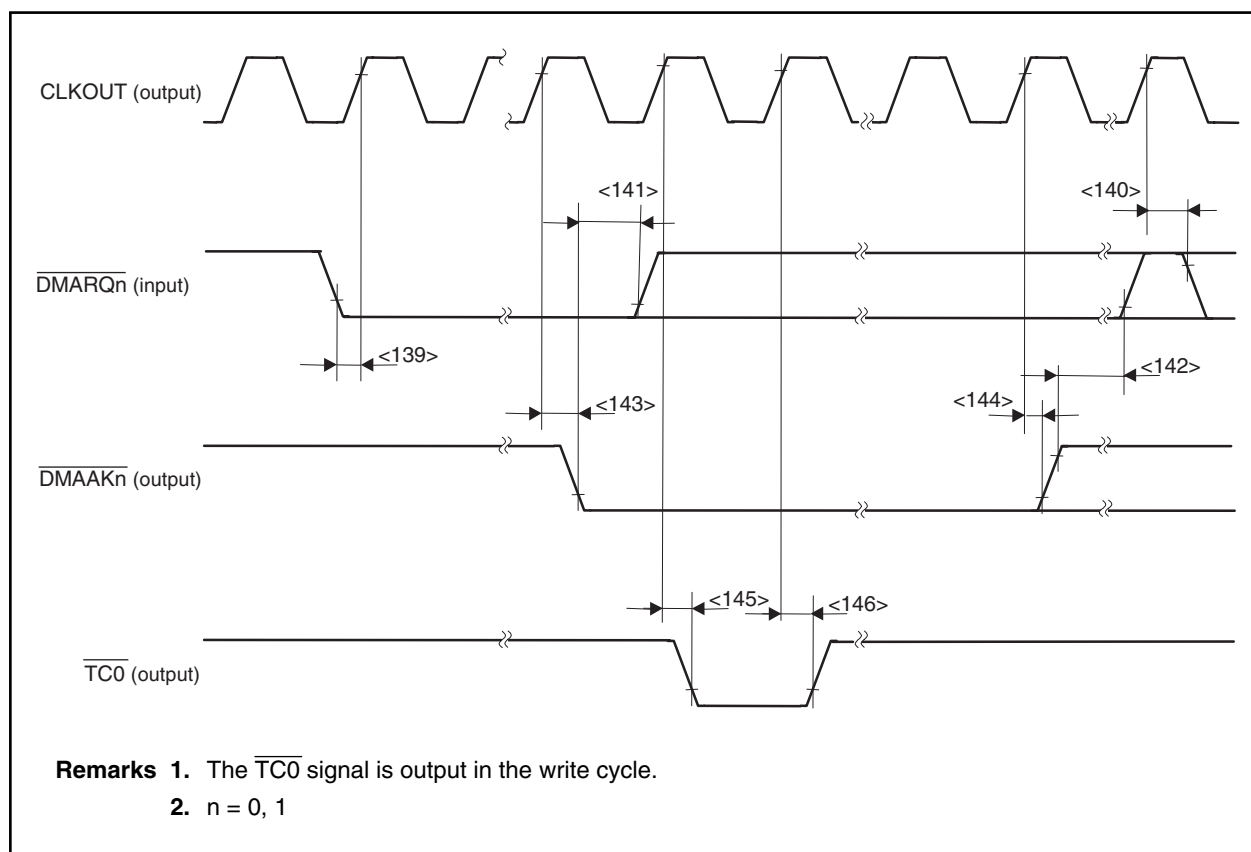 CLKOUT (output)
<141>
<140>
DMARQn (input)
<139>
<142>
<143>
<144>
DMAAKn (output)
<145>
<146>
TC0 (output)
Remarks 1. The TC0 signal is output in the write cycle.
2. n = 0, 1